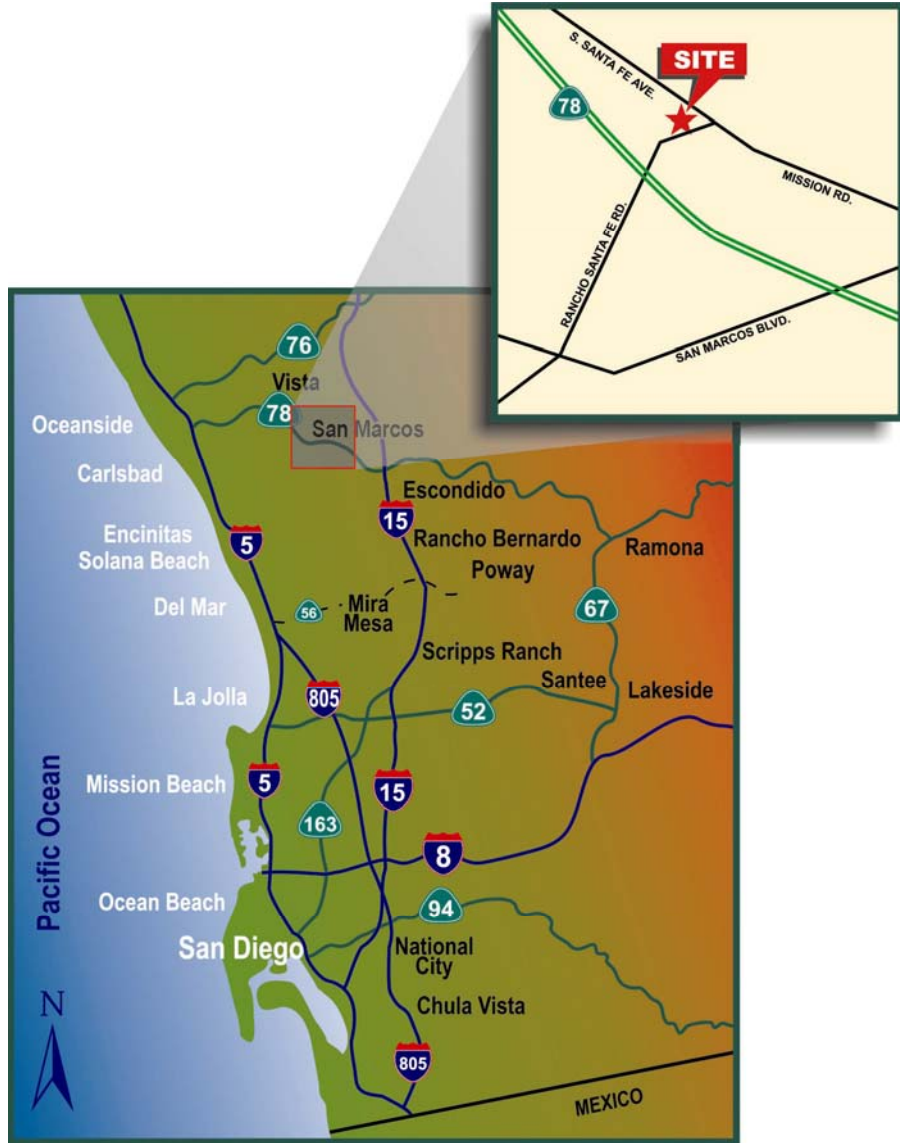 S. SANTA FE AVE.
SITE
78
MISSION RD.
RANCHO SANTA FE RD.
SAN MARCOS BLVD.
76
Vista
78
San Marcos
Oceanside
Carlsbad
Escondido
15
Encinitas
Solana Beach
5
Rancho Bernardo
Poway
Ramona
Del Mar
56
Mira
Mesa
67
Scripps Ranch
La Jolla
805
Santee
Lakeside
52
Mission Beach
5
15
Pacific Ocean
163
8
Ocean Beach
94
San Diego
National
City
N
Chula Vista
805
MEXICO